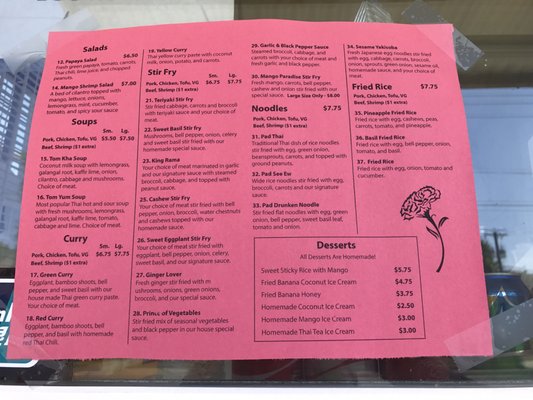 Salads
13. Papaya Salad $6.50
Fresh green papaya, tomato, carrots,
Thai chili, lime juice, and chopped
peanuts.
14. Mango Shrimp Salad $7.00
A bed of cilantro topped with
mango, lettuce, onions,
lemongrass, mint, cucumber,
tomato, and spicy sour sauce
Soups
Sm. Lg.
Pork, Chicken, Tofu, VG $5.50 $7.50
Beef, Shrimp ($1 extra)
15. Tom Kha Soup
Coconut milk soup with lemongrass,
galangal root, kaffir lime, onion,
cilantro, cabbage and mushrooms.
Choice of meat.
16. Tom Yum Soup
Most popular Thai hot and sour soup
with fresh mushrooms, lemongrass,
galangal root, kaffir lime, tomato,
cabbage and lime. Choice of meat.
Curry
Sm. Lg.
Pork, Chicken, Tofu, VG $6.75 $7.75
Beef, Shrimp ($1 extra)
17. Green Curry
Eggplant, bamboo shoots, bell
pepper, and sweet basil with our
house made Thai green curry paste.
Your choice of meat.
18. Red Curry
Eggplant, bamboo shoots, bell
pepper, and basil with homemade
red Thai Chili.
19. Yellow Curry
Thai yellow curry paste with coconut
milk, onion, tomato, potato, and
carrots.
Stir Fry
Sm. Lg.
Pork, Chicken, Tofu, VG $6.75 $7.75
Beef, Shrimp ($1 extra)
21. Teriyaki Stir Fry
Stir fried cabbage, carrots and broccoli
with teriyaki sauce and your choice of
meat.
22. Sweet Basil Stir fry
Mushrooms, bell pepper, onion, celery
and sweet basil stir fried with our
special sauce.
23. King Rama
Your choice of meat marinated in garlic
and our signature sauce with steamed
broccoli, cabbage, and topped with
peanut sauce.
25. Cashew Stir Fry
Your choice of meat stir fried with bell
pepper, onion, broccoli, water chestnuts
and cashews topped with our
homemade sauce.
26. Sweet Eggplant Stir Fry
Your choice of meat stir fried with
eggplant, bell pepper, onion, celery,
sweet basil, and our signature sauce.
27. Ginger Lover
Fresh ginger stir fried with m
ushrooms, onions, green onions,
broccoli, and our special sauce.
28. Prince of Vegetables
Stir fried mix of seasonal vegetables
and black pepper in our house special
sauce.
29. Garlic & Black Pepper Sauce
Steamed broccoli, cabbage, and
carrots with your choice of meat and
fresh garlic and black pepper.
30. Mango Paradise Stir Fry
Fresh mango, carrots, bell pepper,
cashew and onion stir fried with our
special sauce. Large Size Only - $8.00
Noodles $7.75
Pork, Chicken, Tofu, VG
Beef, Shrimp ($1 extra)
31. Pad Thai
Traditional Thai dish of rice noodles
stir fried with egg, green onion,
beansprouts, carrots, and topped with
ground peanuts.
32. Pad See Ew
Wide rice noodles stir fried with egg,
broccoli, carrots and our signature
sauce.
33. Pad Drunken Noodle
Stir fried flat noodles with egg, green
onion, bell pepper, sweet basil leaf,
tomato and onion.
34. Sesame Yakisoba
Fresh Japanese egg noodles stir fried
with egg, cabbage, carrots, broccoli,
onion, sprouts, green onion, sesame oil,
homemade sauce, and your choice of
meat.
Fried Rice $7.75
Pork, Chicken, Tofu, VG
Beef, Shrimp ($1 extra)
35. Pineapple Fried Rice
Fried rice with egg, cashew, peas,
carrots, tomato, and pineapple.
36. Basil Fried Rice
Fried rice with egg, bell pepper, onion,
tomato, and basil.
37. Fried Rice
Fried rice with egg, onion, tomato and
cucumber.
Desserts
All Desserts Are Homemade!
Sweet Sticky Rice with Mango $5.75
Fried Banana Coconut Ice Cream $4.75
Fried Banana Honey $3.75
Homemade Coconut Ice Cream $2.50
Homemade Mango Ice Cream $3.00
Homemade Thai Tea Ice Cream $3.00